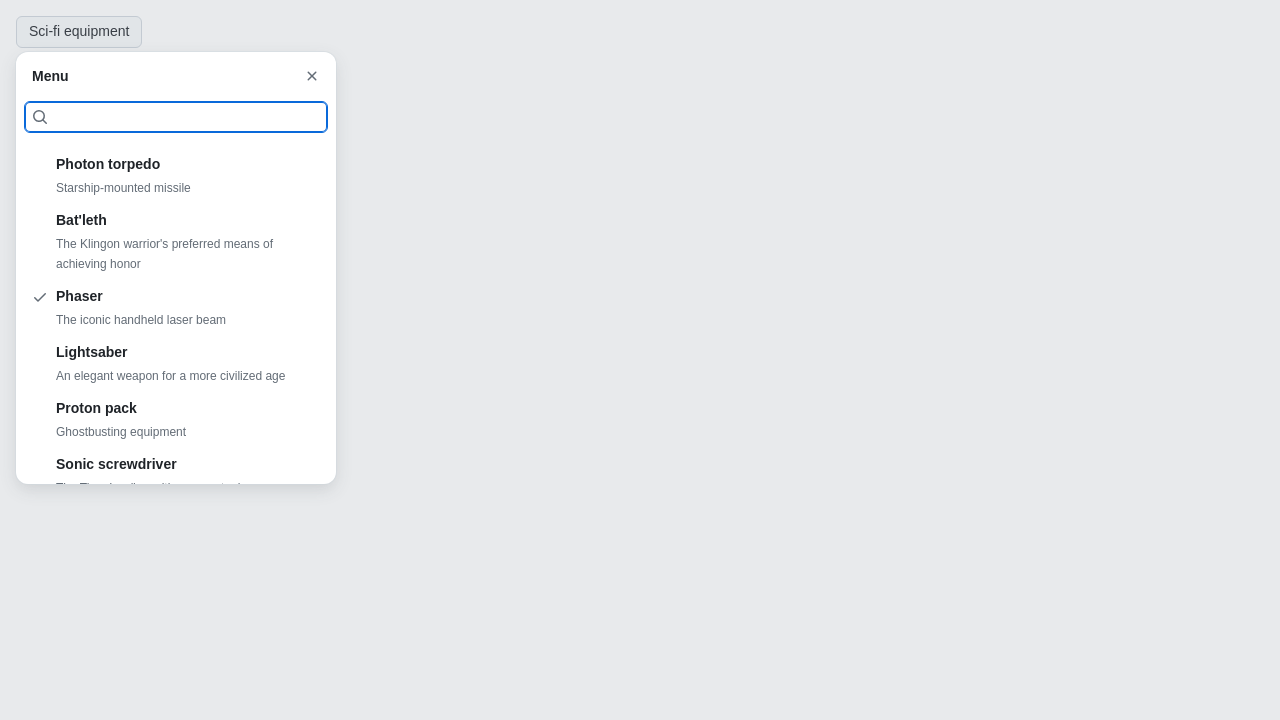 Sci-fi equipment
Menu
Photon torpedo
Starship-mounted missile
Bat'leth
The Klingon warrior's preferred means of
achieving honor
Phaser
The iconic handheld laser beam
Lightsaber
An elegant weapon for a more civilized age
Proton pack
Ghostbusting equipment
Sonic screwdriver